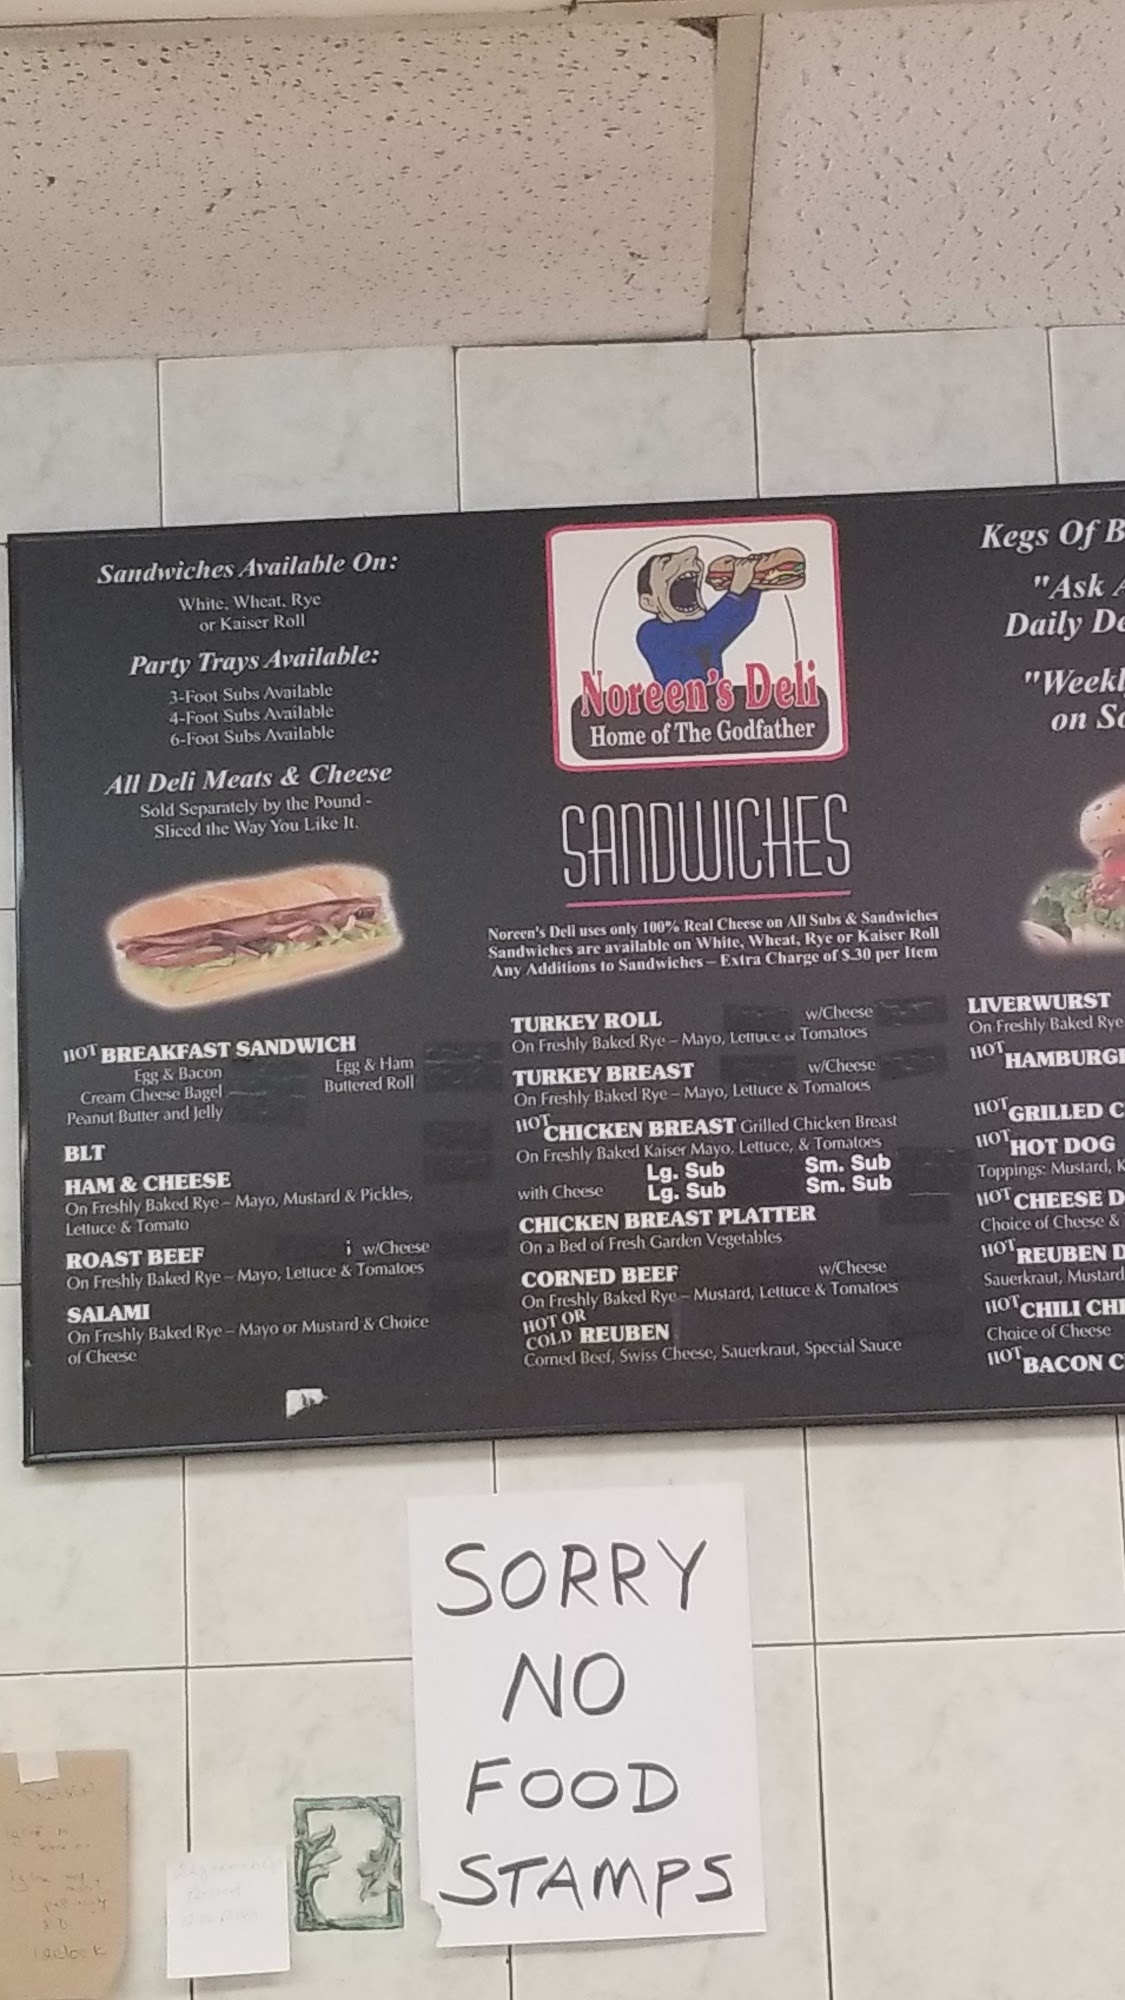 Sandwiches Available On:
White, Wheat, Rye
or Kaiser Roll
Party Trays Available:
3-Foot Subs Available
4-Foot Subs Available
6-Foot Subs Available
All Deli Meats & Cheese
Sold Separately by the Pound -
Sliced the Way You Like It.
HOT BREAKFAST SANDWICH
Egg & Bacon Egg & Ham
Cream Cheese Bagel Buttered Roll
Peanut Butter and Jelly
BLT
HAM & CHEESE
On Freshly Baked Rye – Mayo, Mustard & Pickles,
Lettuce & Tomato
ROAST BEEF w/Cheese
On Freshly Baked Rye – Mayo, Lettuce & Tomatoes
SALAMI
On Freshly Baked Rye – Mayo or Mustard & Choice
of Cheese
Noreen's Deli
Home of The Godfather
SANDWICHES
Noreen's Deli uses only 100% Real Cheese on All Subs & Sandwiches
Sandwiches are available on White, Wheat, Rye or Kaiser Roll
Any Additions to Sandwiches – Extra Charge of $.30 per Item
TURKEY ROLL w/Cheese
On Freshly Baked Rye – Mayo, Lettuce & Tomatoes
TURKEY BREAST w/Cheese
On Freshly Baked Rye – Mayo, Lettuce & Tomatoes
HOT CHICKEN BREAST Grilled Chicken Breast
On Freshly Baked Kaiser Mayo, Lettuce, & Tomatoes
Lg. Sub Sm. Sub
with Cheese Lg. Sub Sm. Sub
CHICKEN BREAST PLATTER
On a Bed of Fresh Garden Vegetables
CORNED BEEF w/Cheese
On Freshly Baked Rye – Mustard, Lettuce & Tomatoes
HOT OR
COLD REUBEN
Corned Beef, Swiss Cheese, Sauerkraut, Special Sauce
Kegs Of B
"Ask A
Daily De
"Weekl
on So
LIVERWURST
On Freshly Baked Rye
HOT HAMBURGE
HOT GRILLED C
HOT HOT DOG
Toppings: Mustard, K
HOT CHEESE D
Choice of Cheese &
HOT REUBEN D
Sauerkraut, Mustard
HOT CHILI CHE
Choice of Cheese
HOT BACON C
SORRY
NO
FOOD
STAMPS